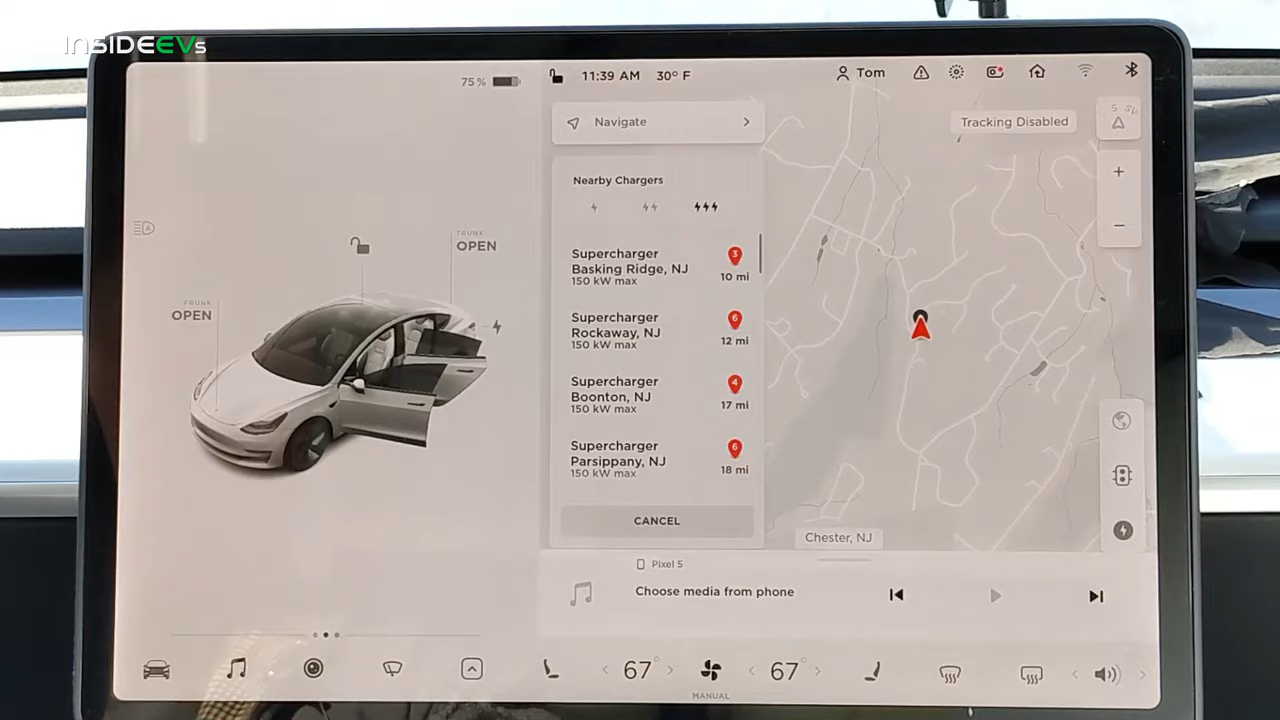 INSIDEEVs
75 %
11:39 AM
30° F
Tom
Navigate
Tracking Disabled
Nearby Chargers
Supercharger
Basking Ridge, NJ
150 kW max
3
10 mi
Supercharger
Rockaway, NJ
150 kW max
6
12 mi
Supercharger
Boonton, NJ
150 kW max
4
17 mi
Supercharger
Parsippany, NJ
150 kW max
6
18 mi
CANCEL
TRUNK
OPEN
OPEN
Chester, NJ
Pixel 5
Choose media from phone
67°
MANUAL
67°